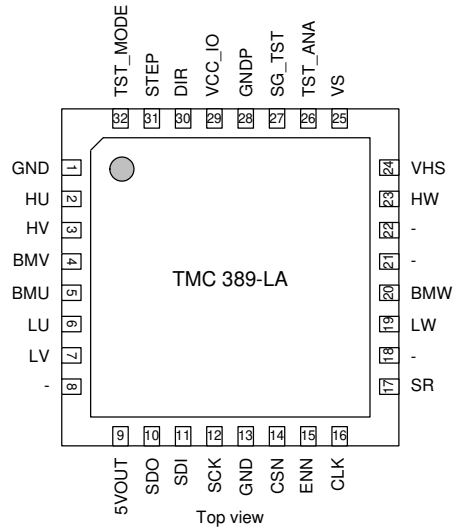 TST_MODE STEP DIR VCC_IO GNDP SG_TST TST_ANA VS
32 31 30 29 28 27 26 25
GND 1 24 VHS
HU 2 23 HW
HV 3 22 -
BMV 4 21 -
BMU 5 TMC 389-LA 20 BMW
LU 6 19 LW
LV 7 18 -
- 8 17 SR
9 10 11 12 13 14 15 16
5VOUT SDO SDI SCK GND CSN ENN CLK
Top view